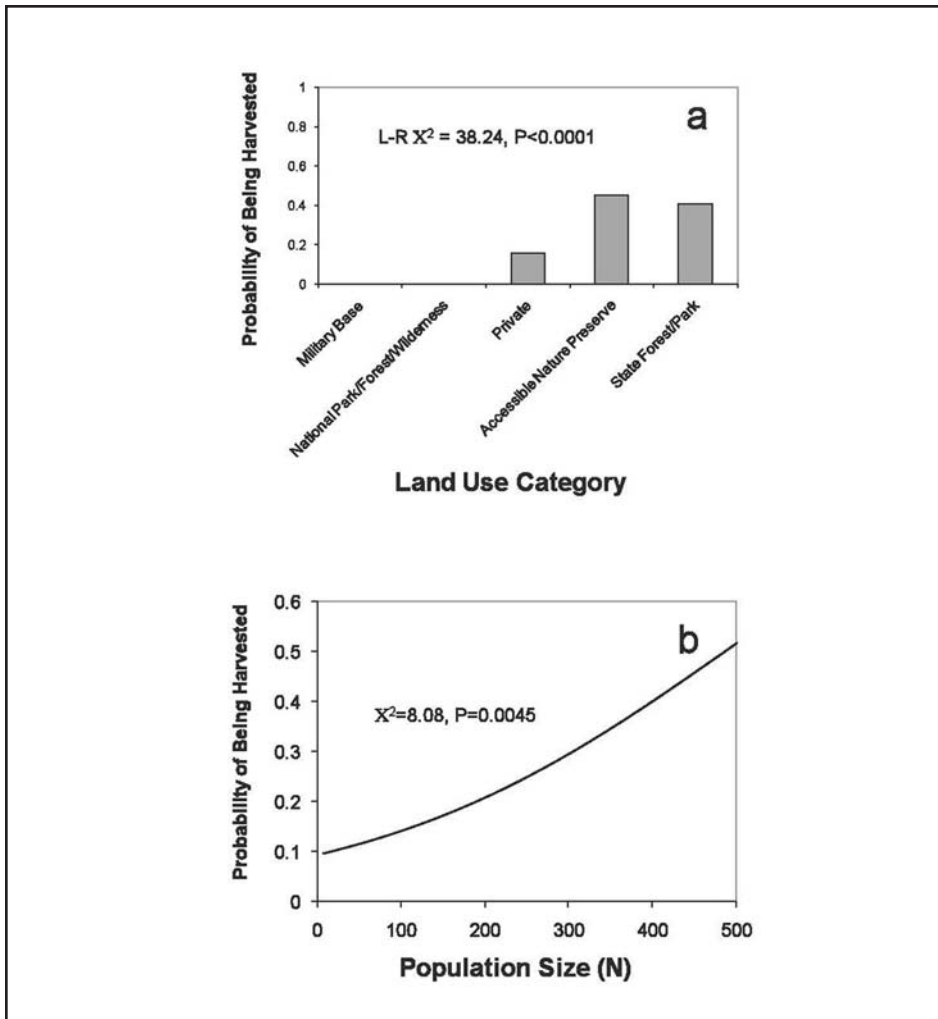 a
L-R X² = 38.24, P<0.0001
Probability of Being Harvested
1
0.8
0.6
0.4
0.2
0
Military Base
National Park/Forest/Wilderness
Private
Accessible Nature Preserve
State Forest/Park
Land Use Category
b
X²=8.08, P=0.0045
Probability of Being Harvested
0.6
0.5
0.4
0.3
0.2
0.1
0
0 100 200 300 400 500
Population Size (N)